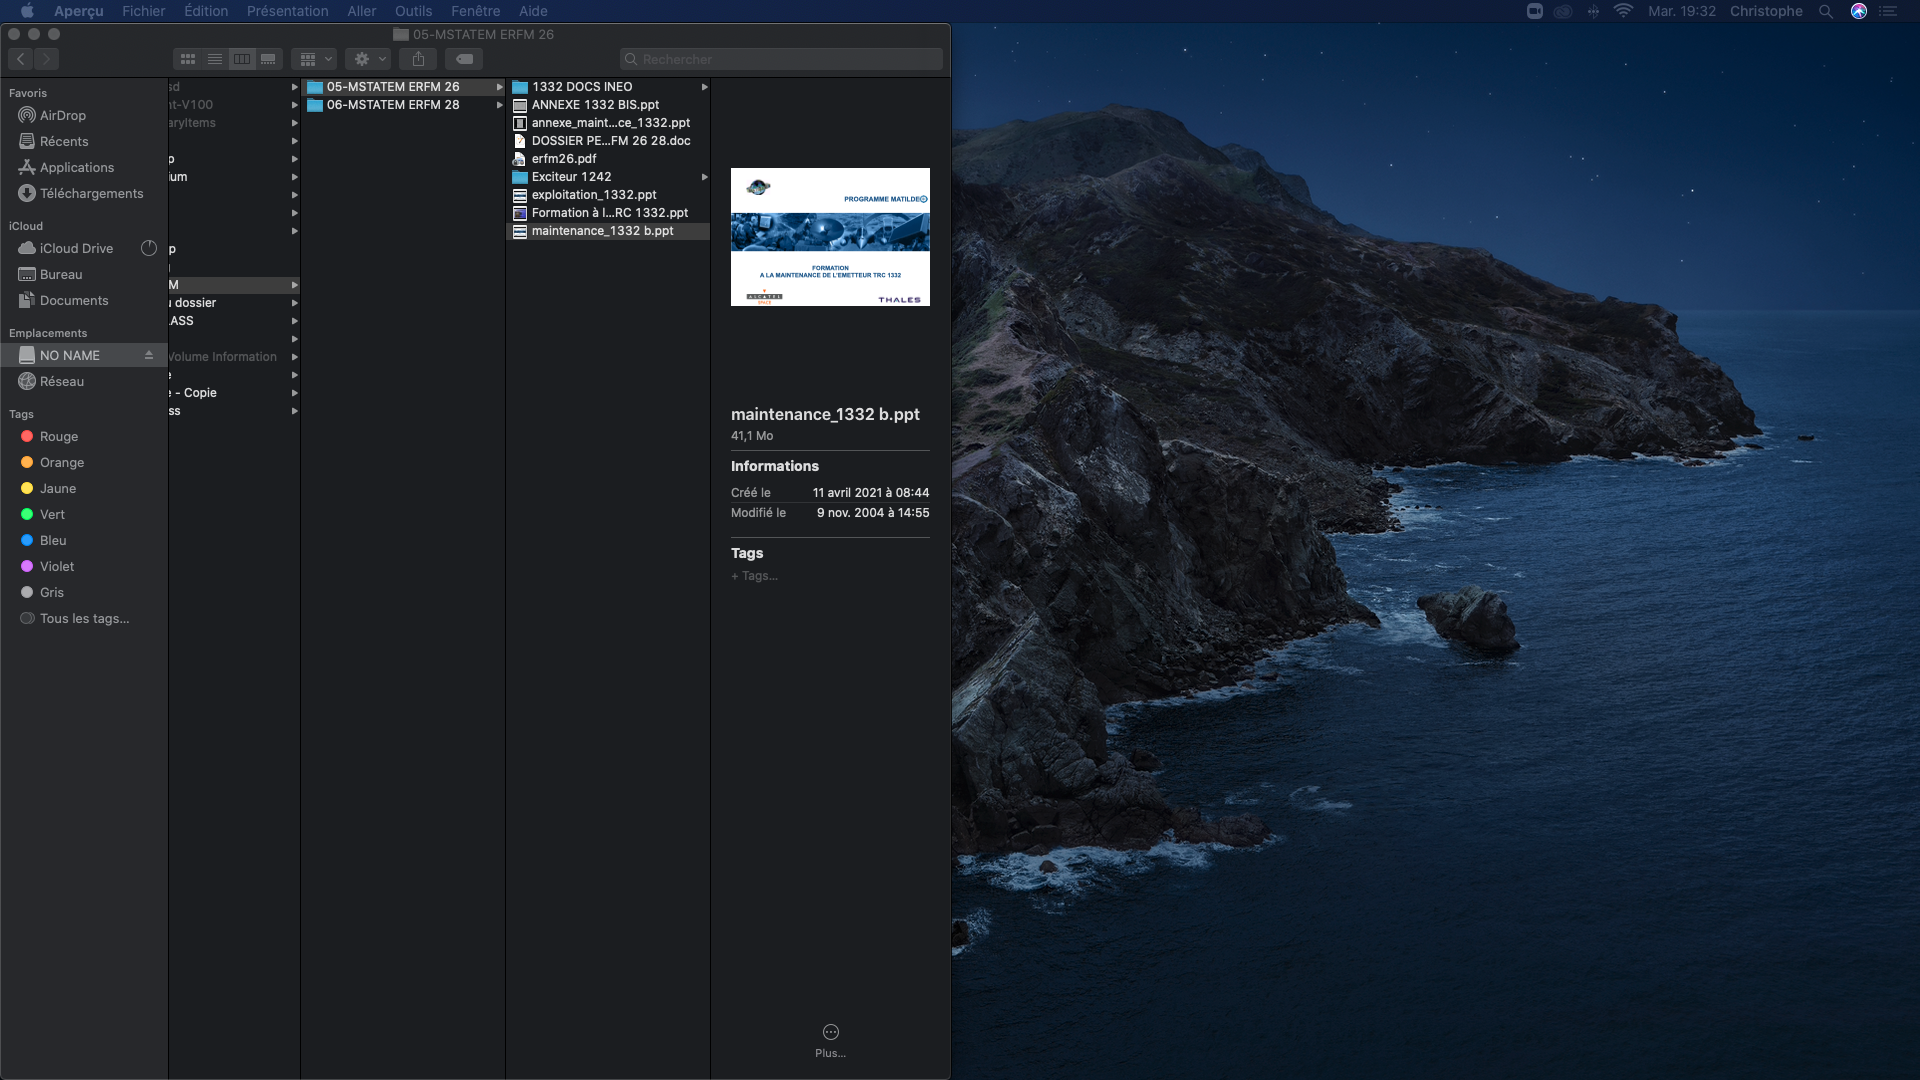 Aperçu Fichier Édition Présentation Aller Outils Fenêtre Aide Mar. 19:32 Christophe
05-MSTATEM ERFM 26
Rechercher
Favoris
AirDrop
Récents
Applications
Téléchargements
iCloud
iCloud Drive
Bureau
Documents
Emplacements
NO NAME
Réseau
Tags
Rouge
Orange
Jaune
Vert
Bleu
Violet
Gris
Tous les tags...
sd
nt-V100
aryItems
p
ium
p
M
u dossier
LASS
Volume Information
e
e - Copie
ss
05-MSTATEM ERFM 26
06-MSTATEM ERFM 28
1332 DOCS INEO
ANNEXE 1332 BIS.ppt
annexe_maint...ce_1332.ppt
DOSSIER PE...FM 26 28.doc
erfm26.pdf
Exciteur 1242
exploitation_1332.ppt
Formation à l...RC 1332.ppt
maintenance_1332 b.ppt
PROGRAMME MATILDE
FORMATION
A LA MAINTENANCE DE L'EMETTEUR TRC 1332
ALCATEL
SPACE
THALES
maintenance_1332 b.ppt
41,1 Mo
Informations
Créé le 11 avril 2021 à 08:44
Modifié le 9 nov. 2004 à 14:55
Tags
+ Tags...
Plus...